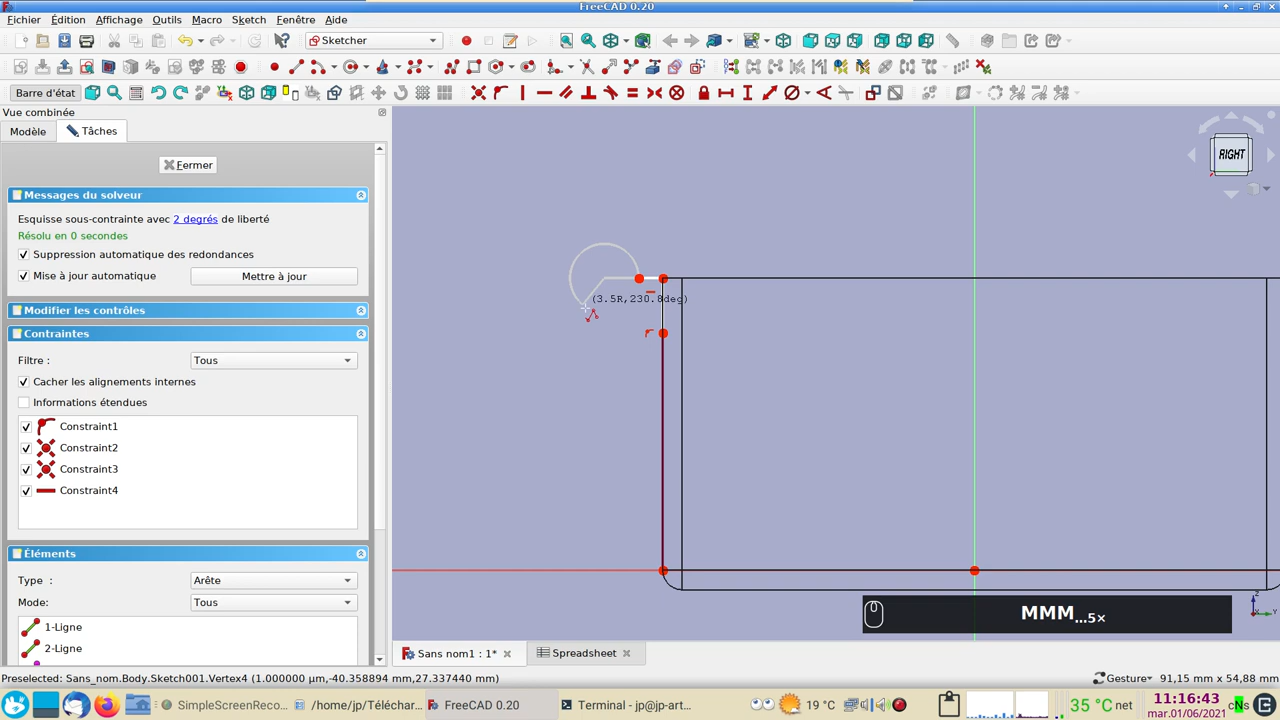 FreeCAD 0.20
Fichier Édition Affichage Outils Macro Sketch Fenêtre Aide
Sketcher
Barre d'état
Vue combinée
Modèle Tâches
Fermer
Messages du solveur
Esquisse sous-contrainte avec 2 degrés de liberté
Résolu en 0 secondes
Suppression automatique des redondances
Mise à jour automatique Mettre à jour
Modifier les contrôles
Contraintes
Filtre : Tous
Cacher les alignements internes
Informations étendues
Constraint1
Constraint2
Constraint3
Constraint4
Éléments
Type : Arête
Mode: Tous
1-Ligne
2-Ligne
(3.5R,230.8deg)
RIGHT
MMM...5×
Sans nom1 : 1* Spreadsheet
Preselected: Sans_nom.Body.Sketch001.Vertex4 (1.000000 µm,-40.358894 mm,27.337440 mm) Gesture 91,15 mm x 54,88 mm
SimpleScreenReco... /home/jp/Téléchar... FreeCAD 0.20 Terminal - jp@jp-art... 19 °C 35 °C net 11:16:43
mar.01/06/2021 cNs